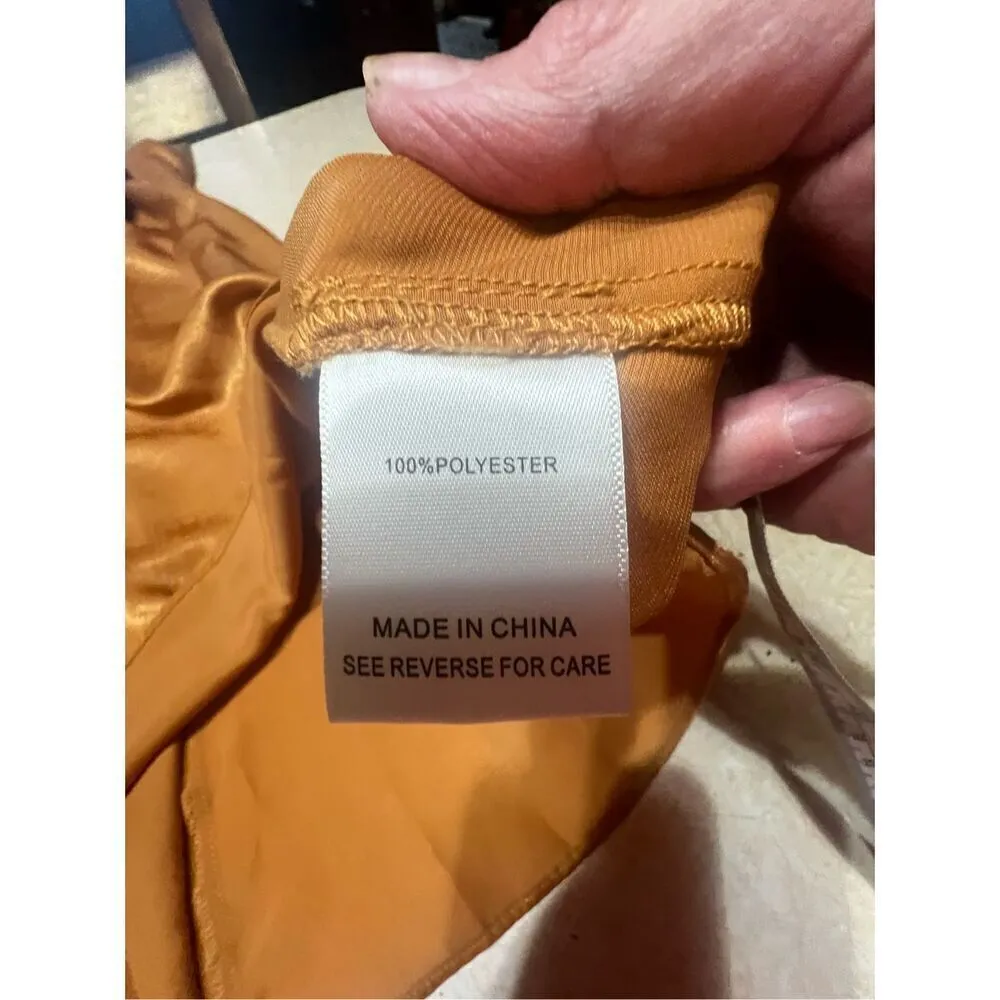 100%POLYESTER
MADE IN CHINA
SEE REVERSE FOR CARE